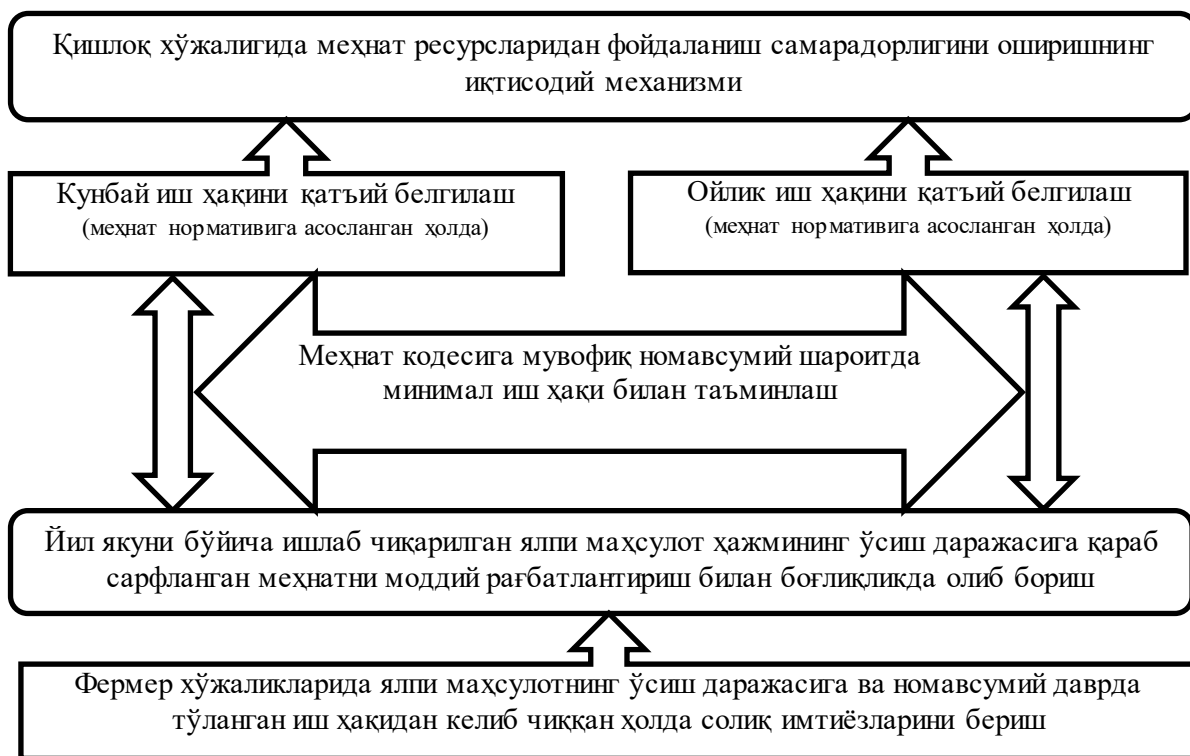 Қишлоқ хўжалигида меҳнат ресурсларидан фойдаланиш самарадорлигини оширишнинг
иқтисодий механизми
Кунбай иш ҳақини қатъий белгилаш
(меҳнат нормативига асосланган ҳолда)
Ойлик иш ҳақини қатъий белгилаш
(меҳнат нормативига асосланган ҳолда)
Меҳнат кодесига мувофиқ номавсумий шароитда
минимал иш ҳақи билан таъминлаш
Йил якуни бўйича ишлаб чиқарилган ялпи маҳсулот ҳажмининг ўсиш даражасига қараб
сарфланган меҳнатни моддий рағбатлантириш билан боғлиқликда олиб бориш
Фермер хўжаликларида ялпи маҳсулотнинг ўсиш даражасига ва номавсумий даврда
тўланган иш ҳақидан келиб чиққан ҳолда солиқ имтиёзларини бериш